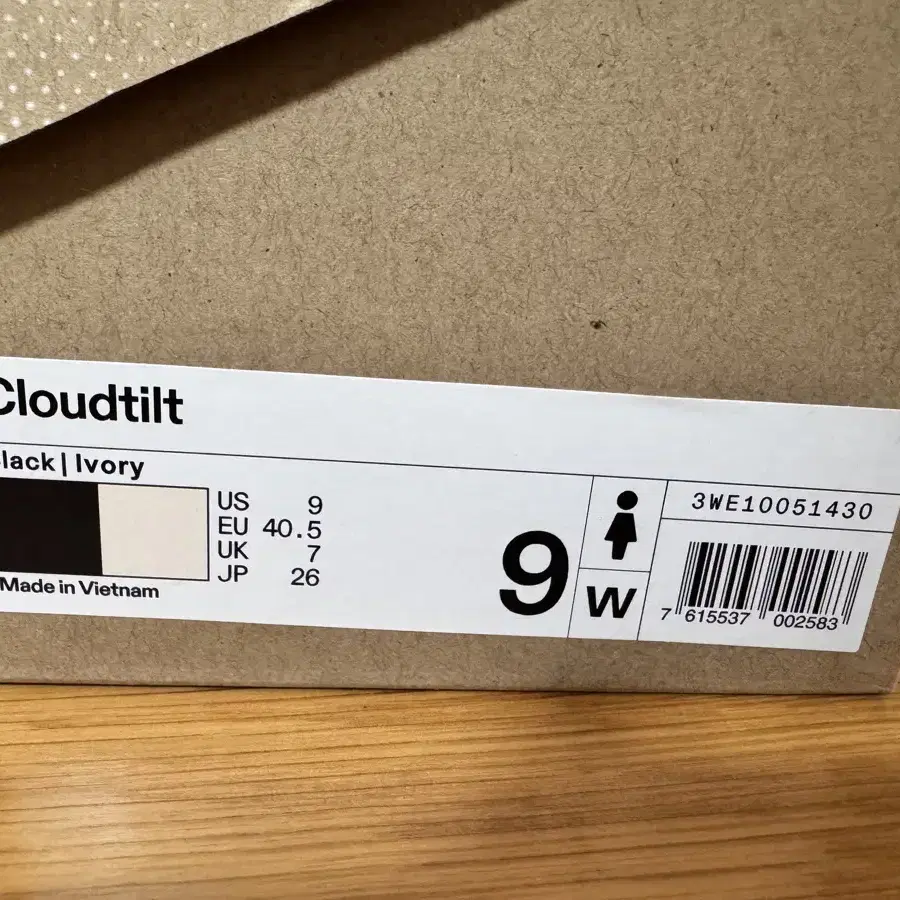 Cloudtilt
Black | Ivory
US 9
EU 40.5
UK 7
JP 26
Made in Vietnam
9
W
3WE10051430
7 615537 002583